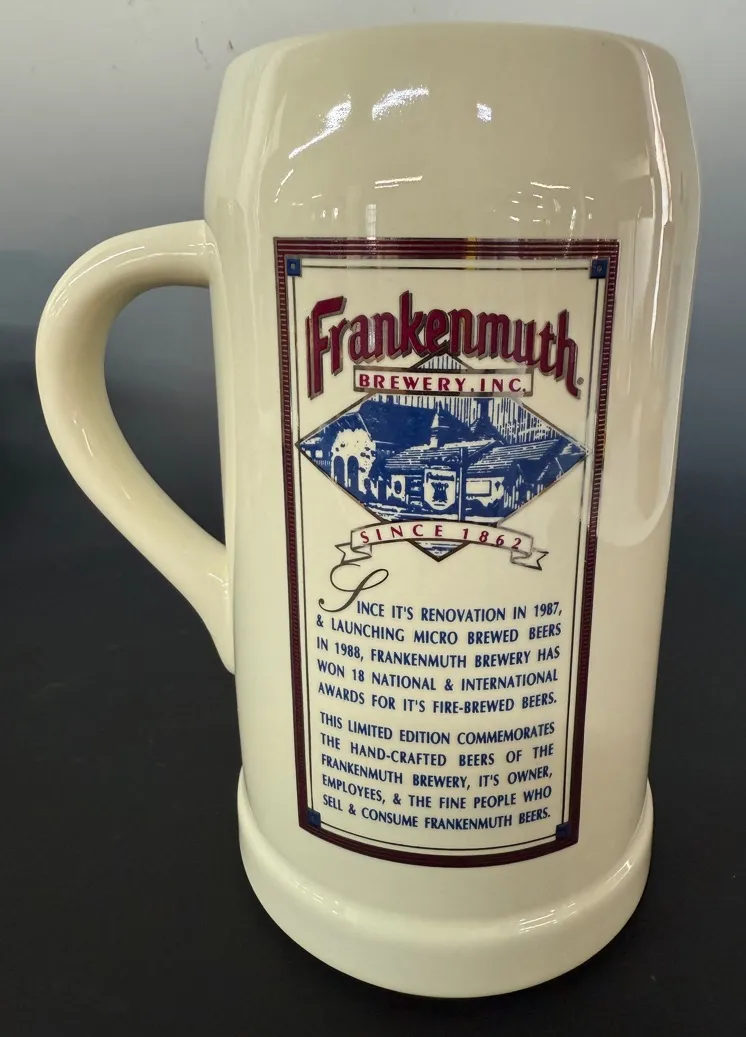 Frankenmuth
BREWERY, INC.
SINCE 1862
SINCE IT'S RENOVATION IN 1987,
& LAUNCHING MICRO BREWED BEERS
IN 1988, FRANKENMUTH BREWERY HAS
WON 18 NATIONAL & INTERNATIONAL
AWARDS FOR IT'S FIRE-BREWED BEERS.
THIS LIMITED EDITION COMMEMORATES
THE HAND-CRAFTED BEERS OF THE
FRANKENMUTH BREWERY, IT'S OWNER,
EMPLOYEES, & THE FINE PEOPLE WHO
SELL & CONSUME FRANKENMUTH BEERS.